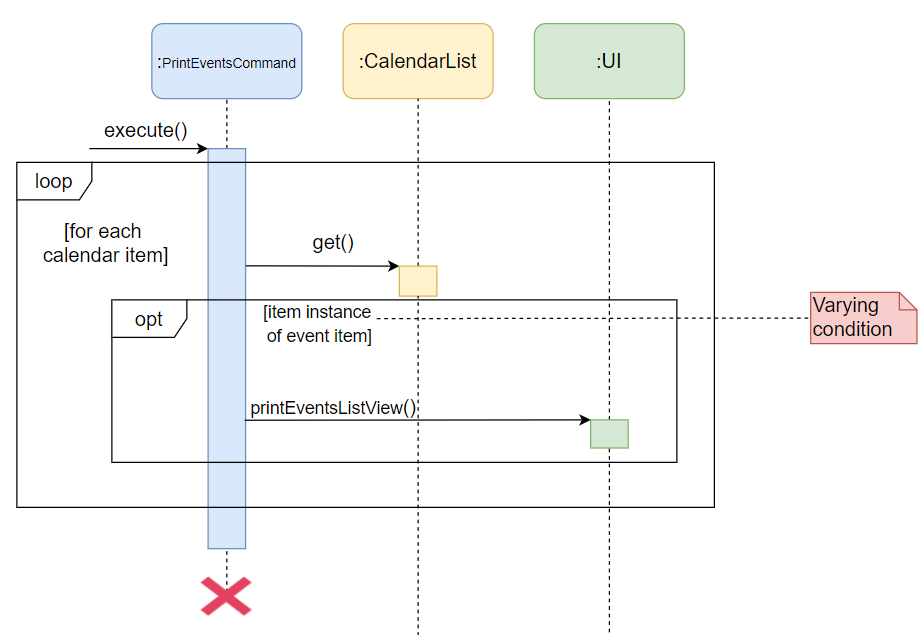 :PrintEventsCommand
:CalendarList
:UI
execute()
loop
[for each
calendar item]
get()
opt
[item instance
of event item]
Varying
condition
printEventsListView()